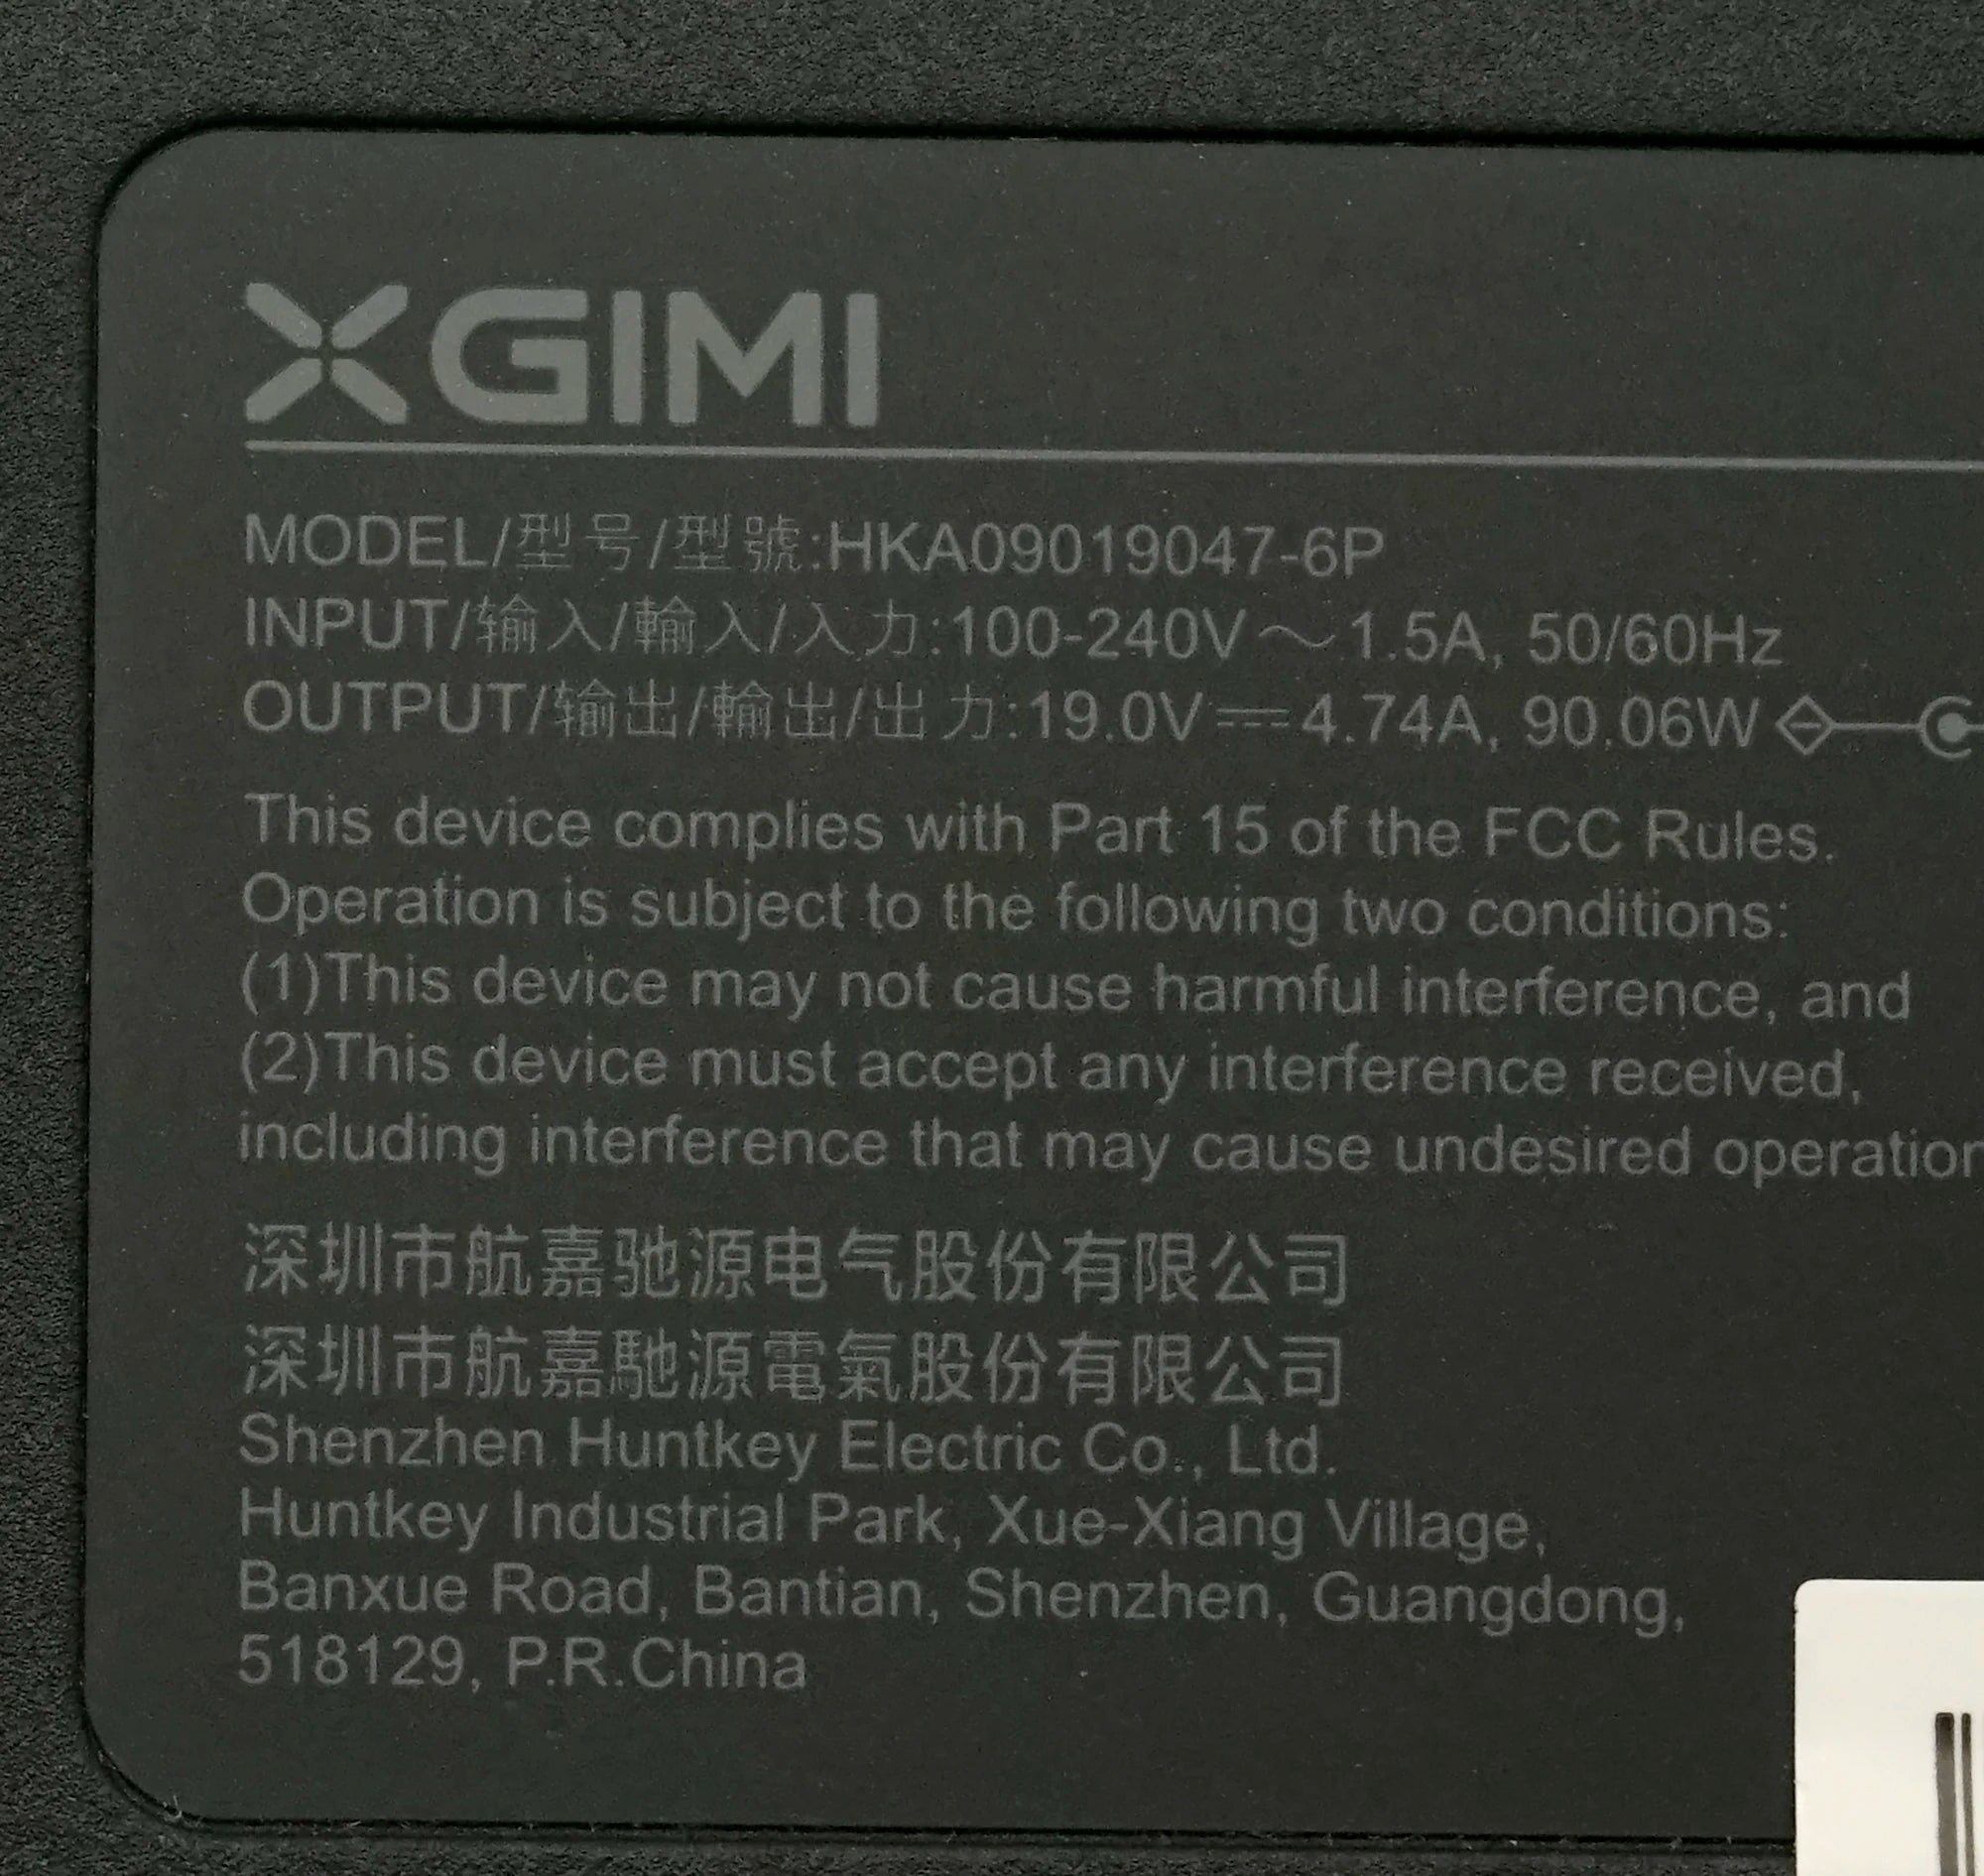 XGIMI
MODEL/型号/型號:HKA09019047-6P
INPUT/输入/輸入/入力:100-240V～1.5A, 50/60Hz
OUTPUT/输出/輸出/出力:19.0V⎓4.74A, 90.06W
This device complies with Part 15 of the FCC Rules.
Operation is subject to the following two conditions:
(1)This device may not cause harmful interference, and
(2)This device must accept any interference received,
including interference that may cause undesired operation
深圳市航嘉驰源电气股份有限公司
深圳市航嘉馳源電氣股份有限公司
Shenzhen Huntkey Electric Co., Ltd.
Huntkey Industrial Park, Xue-Xiang Village,
Banxue Road, Bantian, Shenzhen, Guangdong,
518129, P.R.China